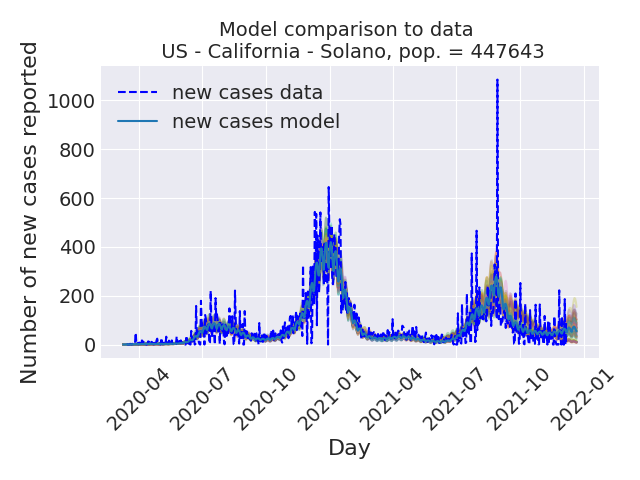 Model comparison to data
US - California - Solano, pop. = 447643
new cases data
new cases model
Number of new cases reported
1000
800
600
400
200
0
2020-04
2020-07
2020-10
2021-01
2021-04
2021-07
2021-10
2022-01
Day